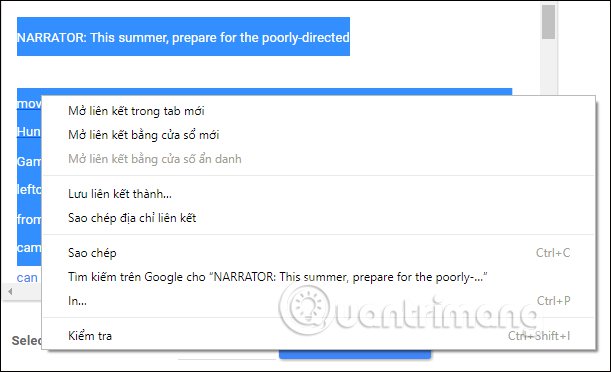 NARRATOR: This summer, prepare for the poorly-directed
mov
Mở liên kết trong tab mới
Hun
Mở liên kết bằng cửa sổ mới
Gam
Mở liên kết bằng cửa sổ ẩn danh
leftc
Lưu liên kết thành...
from
Sao chép địa chỉ liên kết
cam
Sao chép Ctrl+C
can
Tìm kiếm trên Google cho “NARRATOR: This summer, prepare for the poorly-...”
In... Ctrl+P
Quantrimang
Selec
Kiểm tra Ctrl+Shift+I